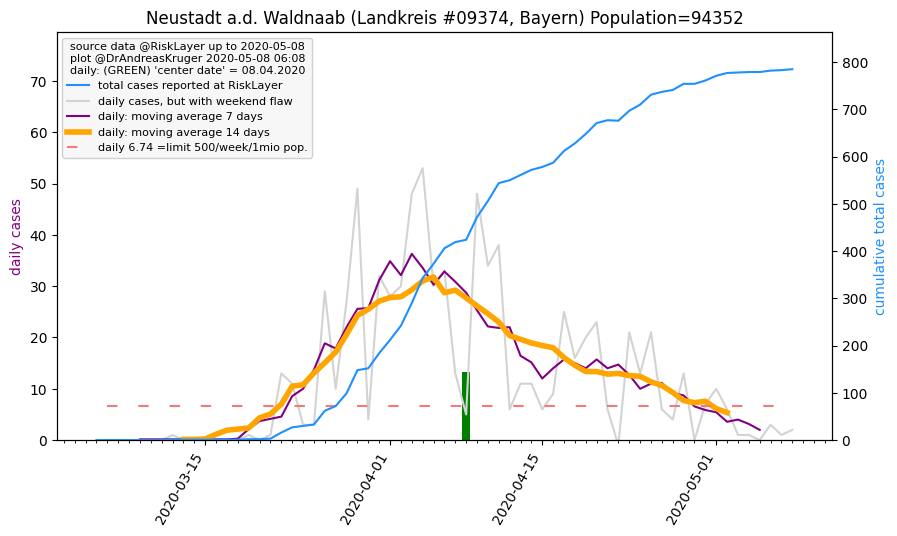 Neustadt a.d. Waldnaab (Landkreis #09374, Bayern) Population=94352
source data @RiskLayer up to 2020-05-08
plot @DrAndreasKruger 2020-05-08 06:08
daily: (GREEN) 'center date' = 08.04.2020
total cases reported at RiskLayer
daily cases, but with weekend flaw
daily: moving average 7 days
daily: moving average 14 days
daily 6.74 =limit 500/week/1mio pop.
daily cases
70
60
50
40
30
20
10
0
800
700
600
500
400
300
200
100
0
cumulative total cases
2020-03-15
2020-04-01
2020-04-15
2020-05-01